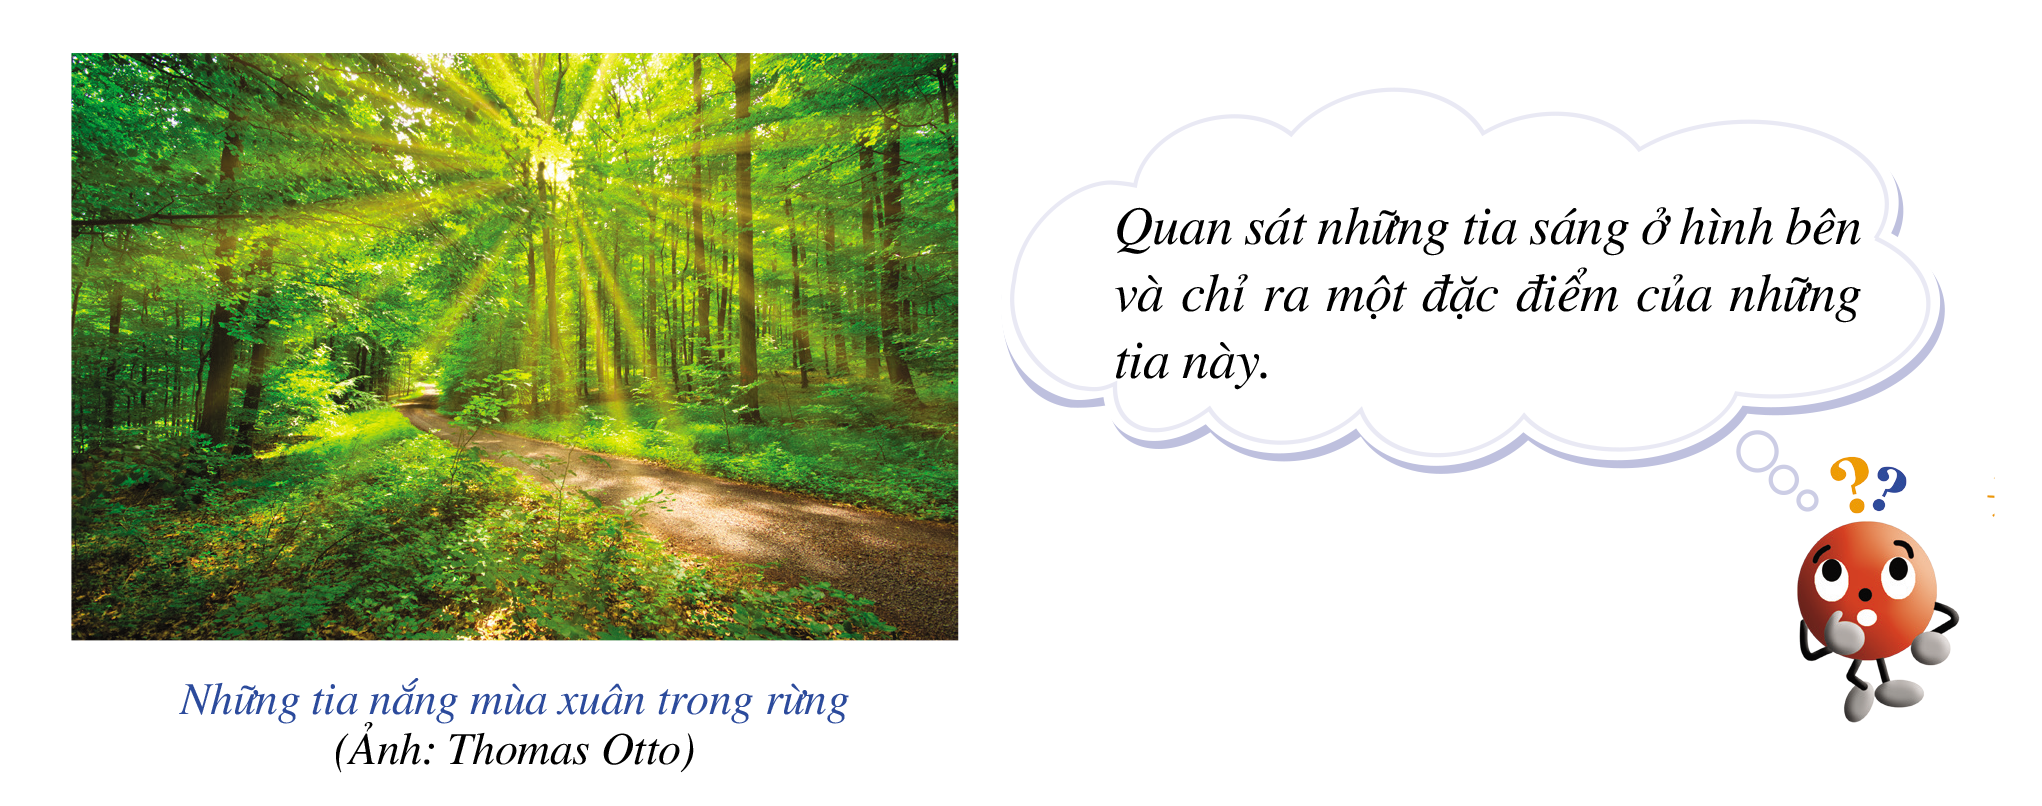 Quan sát những tia sáng ở hình bên
và chỉ ra một đặc điểm của những
tia này.
??
Những tia nắng mùa xuân trong rừng
(Ảnh: Thomas Otto)